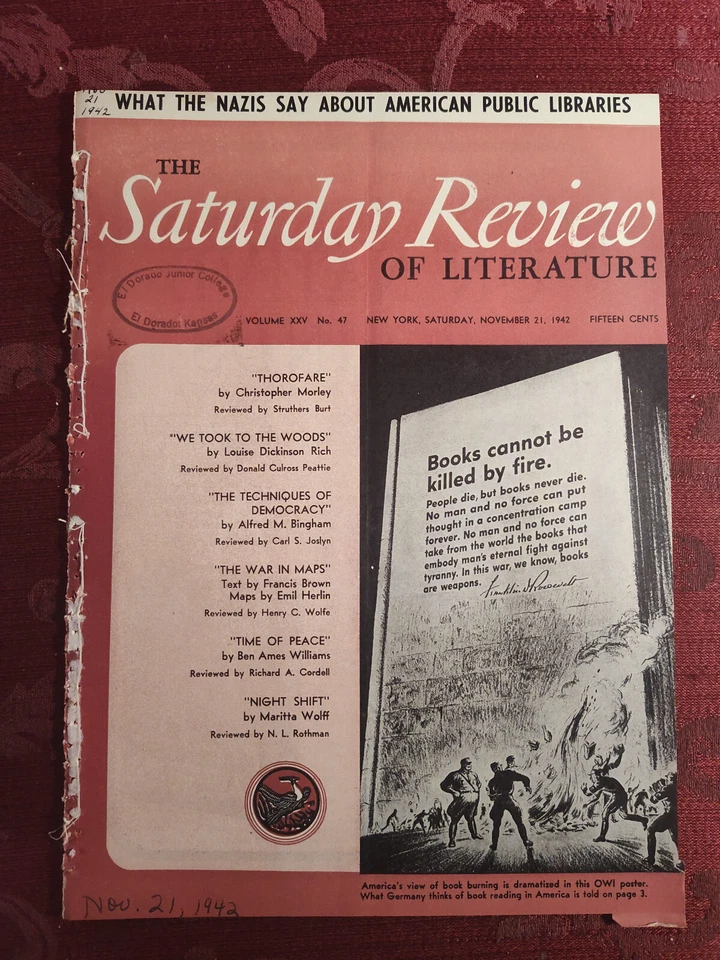 21
1942
WHAT THE NAZIS SAY ABOUT AMERICAN PUBLIC LIBRARIES
THE
Saturday Review
OF LITERATURE
El Dorado Junior College
El Dorado, Kansas
VOLUME XXV No. 47 NEW YORK, SATURDAY, NOVEMBER 21, 1942 FIFTEEN CENTS
"THOROFARE"
by Christopher Morley
Reviewed by Struthers Burt
"WE TOOK TO THE WOODS"
by Louise Dickinson Rich
Reviewed by Donald Culross Peattie
"THE TECHNIQUES OF
DEMOCRACY"
by Alfred M. Bingham
Reviewed by Carl S. Joslyn
"THE WAR IN MAPS"
Text by Francis Brown
Maps by Emil Herlin
Reviewed by Henry C. Wolfe
"TIME OF PEACE"
by Ben Ames Williams
Reviewed by Richard A. Cordell
"NIGHT SHIFT"
by Maritta Wolff
Reviewed by N. L. Rothman
Books cannot be
killed by fire.
People die, but books never die.
No man and no force can put
thought in a concentration camp
forever. No man and no force can
take from the world the books that
embody man's eternal fight against
tyranny. In this war, we know, books
are weapons. Franklin D Roosevelt
America's view of book burning is dramatized in this OWI poster.
What Germany thinks of book reading in America is told on page 3.
Nov. 21, 1942